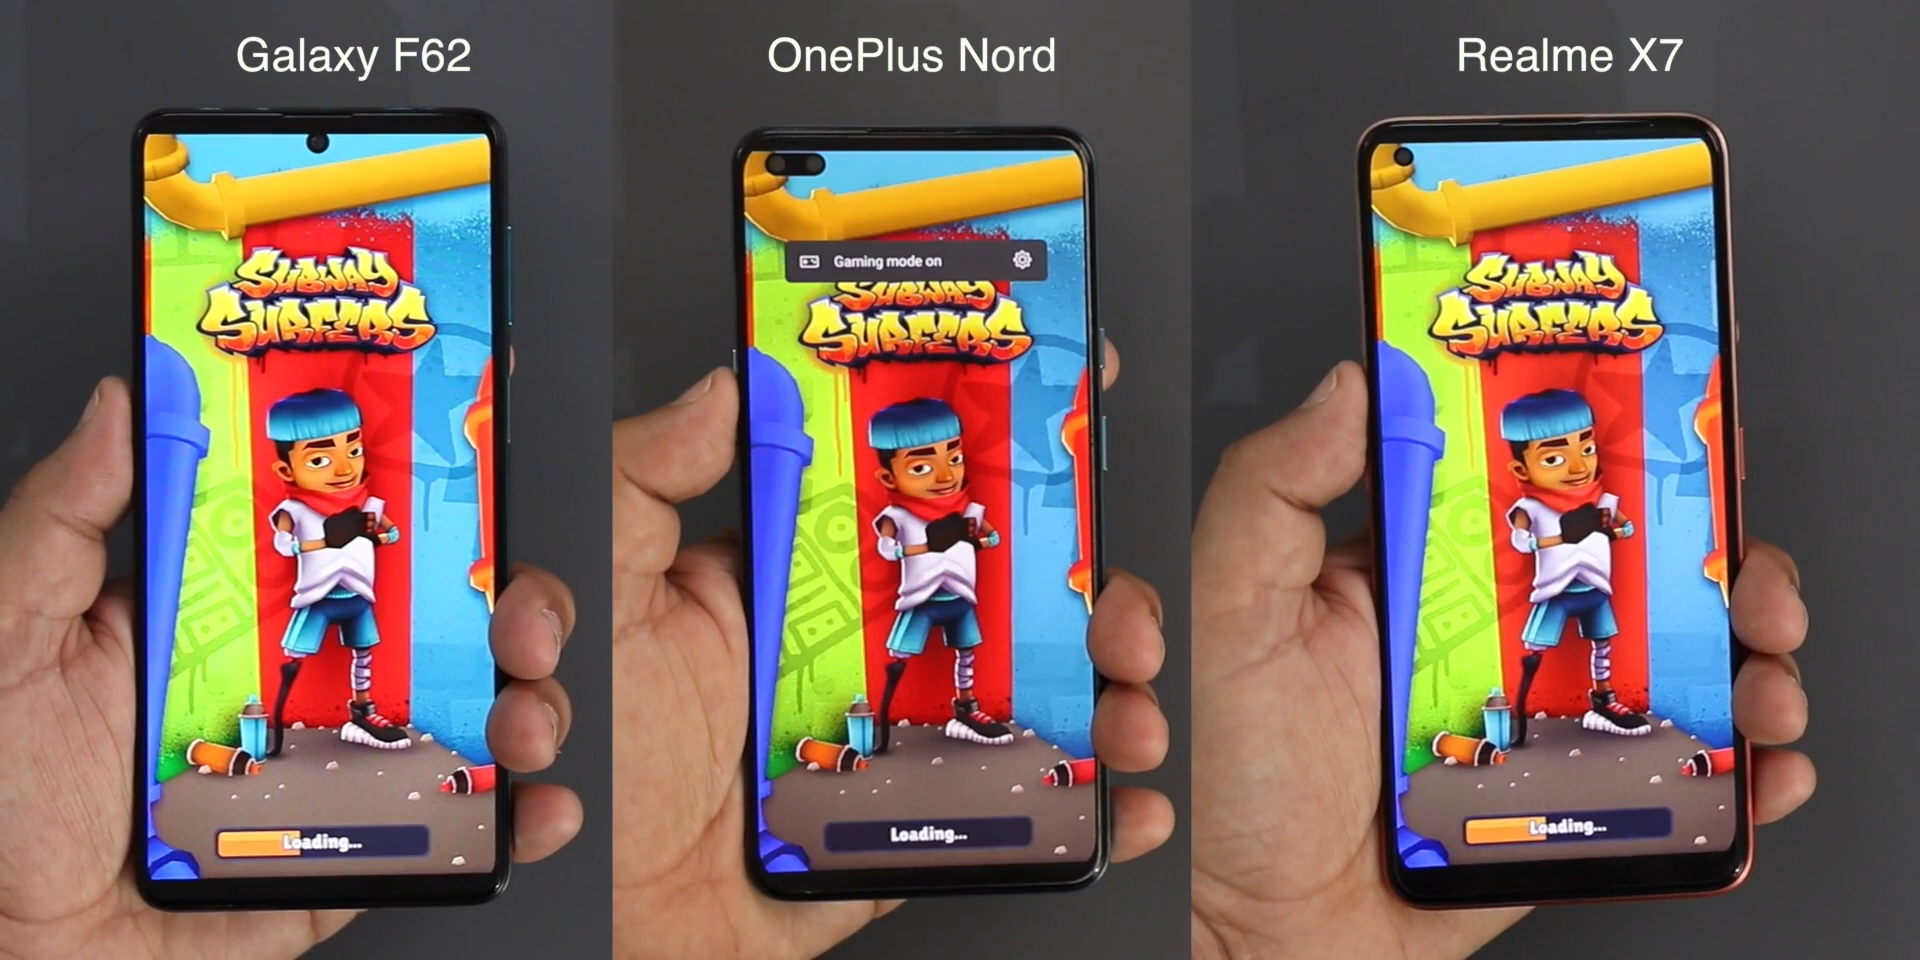 Galaxy F62
OnePlus Nord
Realme X7
SUBWAY
SURFERS
Loading...
Gaming mode on
SUBWAY
SURFERS
Loading...
SUBWAY
SURFERS
Loading...